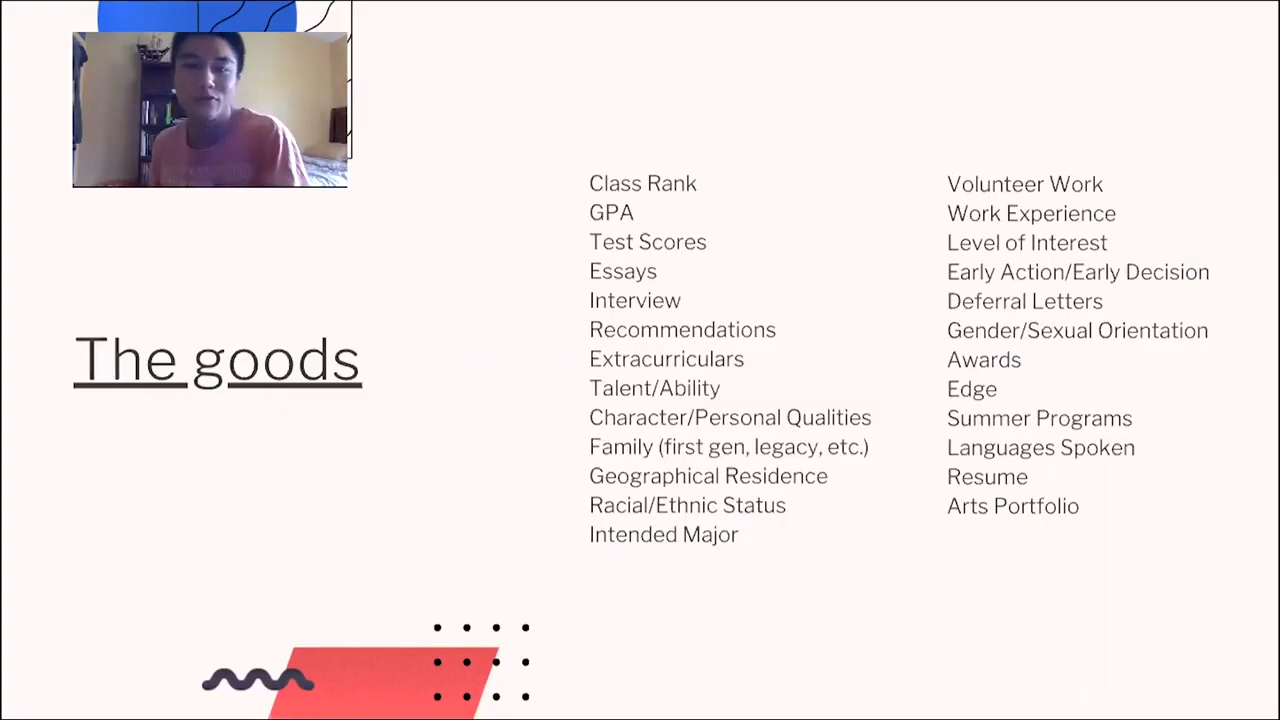 The goods
Class Rank
GPA
Test Scores
Essays
Interview
Recommendations
Extracurriculars
Talent/Ability
Character/Personal Qualities
Family (first gen, legacy, etc.)
Geographical Residence
Racial/Ethnic Status
Intended Major
Volunteer Work
Work Experience
Level of Interest
Early Action/Early Decision
Deferral Letters
Gender/Sexual Orientation
Awards
Edge
Summer Programs
Languages Spoken
Resume
Arts Portfolio